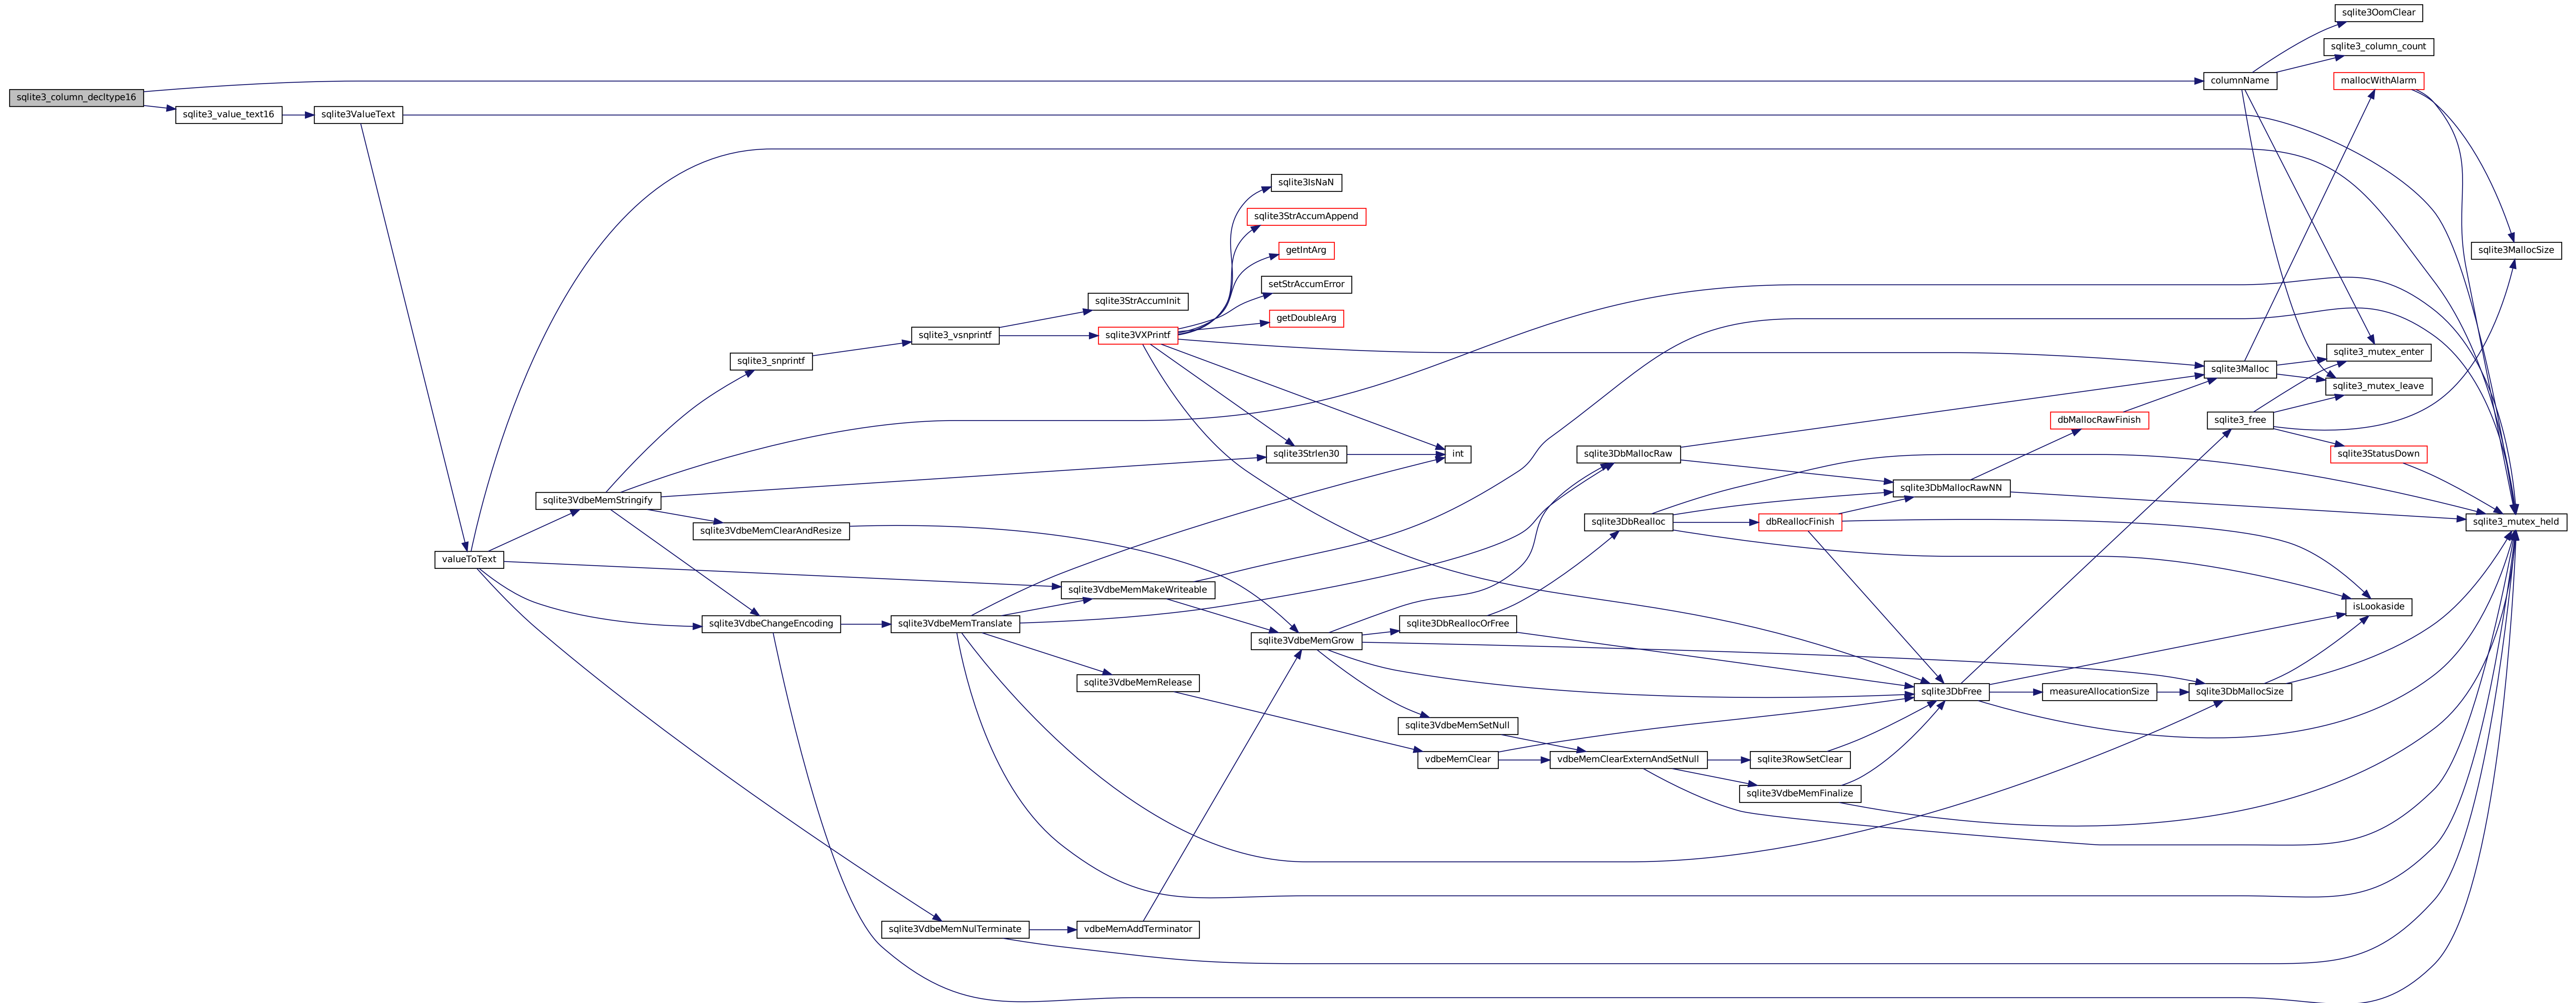 sqlite3OomClear
sqlite3_column_count
columnName
mallocWithAlarm
sqlite3_column_decltype16
sqlite3_value_text16
sqlite3ValueText
sqlite3IsNaN
sqlite3StrAccumAppend
getIntArg
sqlite3MallocSize
setStrAccumError
sqlite3StrAccumInit
getDoubleArg
sqlite3_vsnprintf
sqlite3VXPrintf
sqlite3_mutex_enter
sqlite3_snprintf
sqlite3Malloc
sqlite3_mutex_leave
dbMallocRawFinish
sqlite3_free
sqlite3Strlen30
int
sqlite3DbMallocRaw
sqlite3StatusDown
sqlite3DbMallocRawNN
sqlite3VdbeMemStringify
sqlite3DbRealloc
dbReallocFinish
sqlite3_mutex_held
sqlite3VdbeMemClearAndResize
valueToText
sqlite3VdbeMemMakeWriteable
isLookaside
sqlite3VdbeChangeEncoding
sqlite3VdbeMemTranslate
sqlite3DbReallocOrFree
sqlite3VdbeMemGrow
sqlite3VdbeMemRelease
sqlite3DbFree
measureAllocationSize
sqlite3DbMallocSize
sqlite3VdbeMemSetNull
vdbeMemClear
vdbeMemClearExternAndSetNull
sqlite3RowSetClear
sqlite3VdbeMemFinalize
sqlite3VdbeMemNulTerminate
vdbeMemAddTerminator